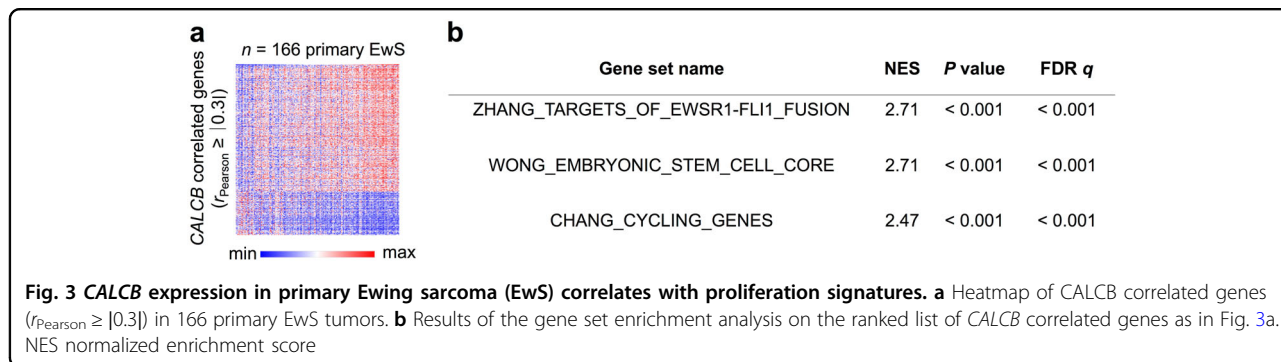 a
n = 166 primary EwS
CALCB correlated genes
(rPearson ≥ |0.3|)
min
max
b
Gene set name NES P value FDR q
ZHANG_TARGETS_OF_EWSR1-FLI1_FUSION 2.71 < 0.001 < 0.001
WONG_EMBRYONIC_STEM_CELL_CORE 2.71 < 0.001 < 0.001
CHANG_CYCLING_GENES 2.47 < 0.001 < 0.001
Fig. 3 CALCB expression in primary Ewing sarcoma (EwS) correlates with proliferation signatures. a Heatmap of CALCB correlated genes
(rPearson ≥ |0.3|) in 166 primary EwS tumors. b Results of the gene set enrichment analysis on the ranked list of CALCB correlated genes as in Fig. 3a.
NES normalized enrichment score